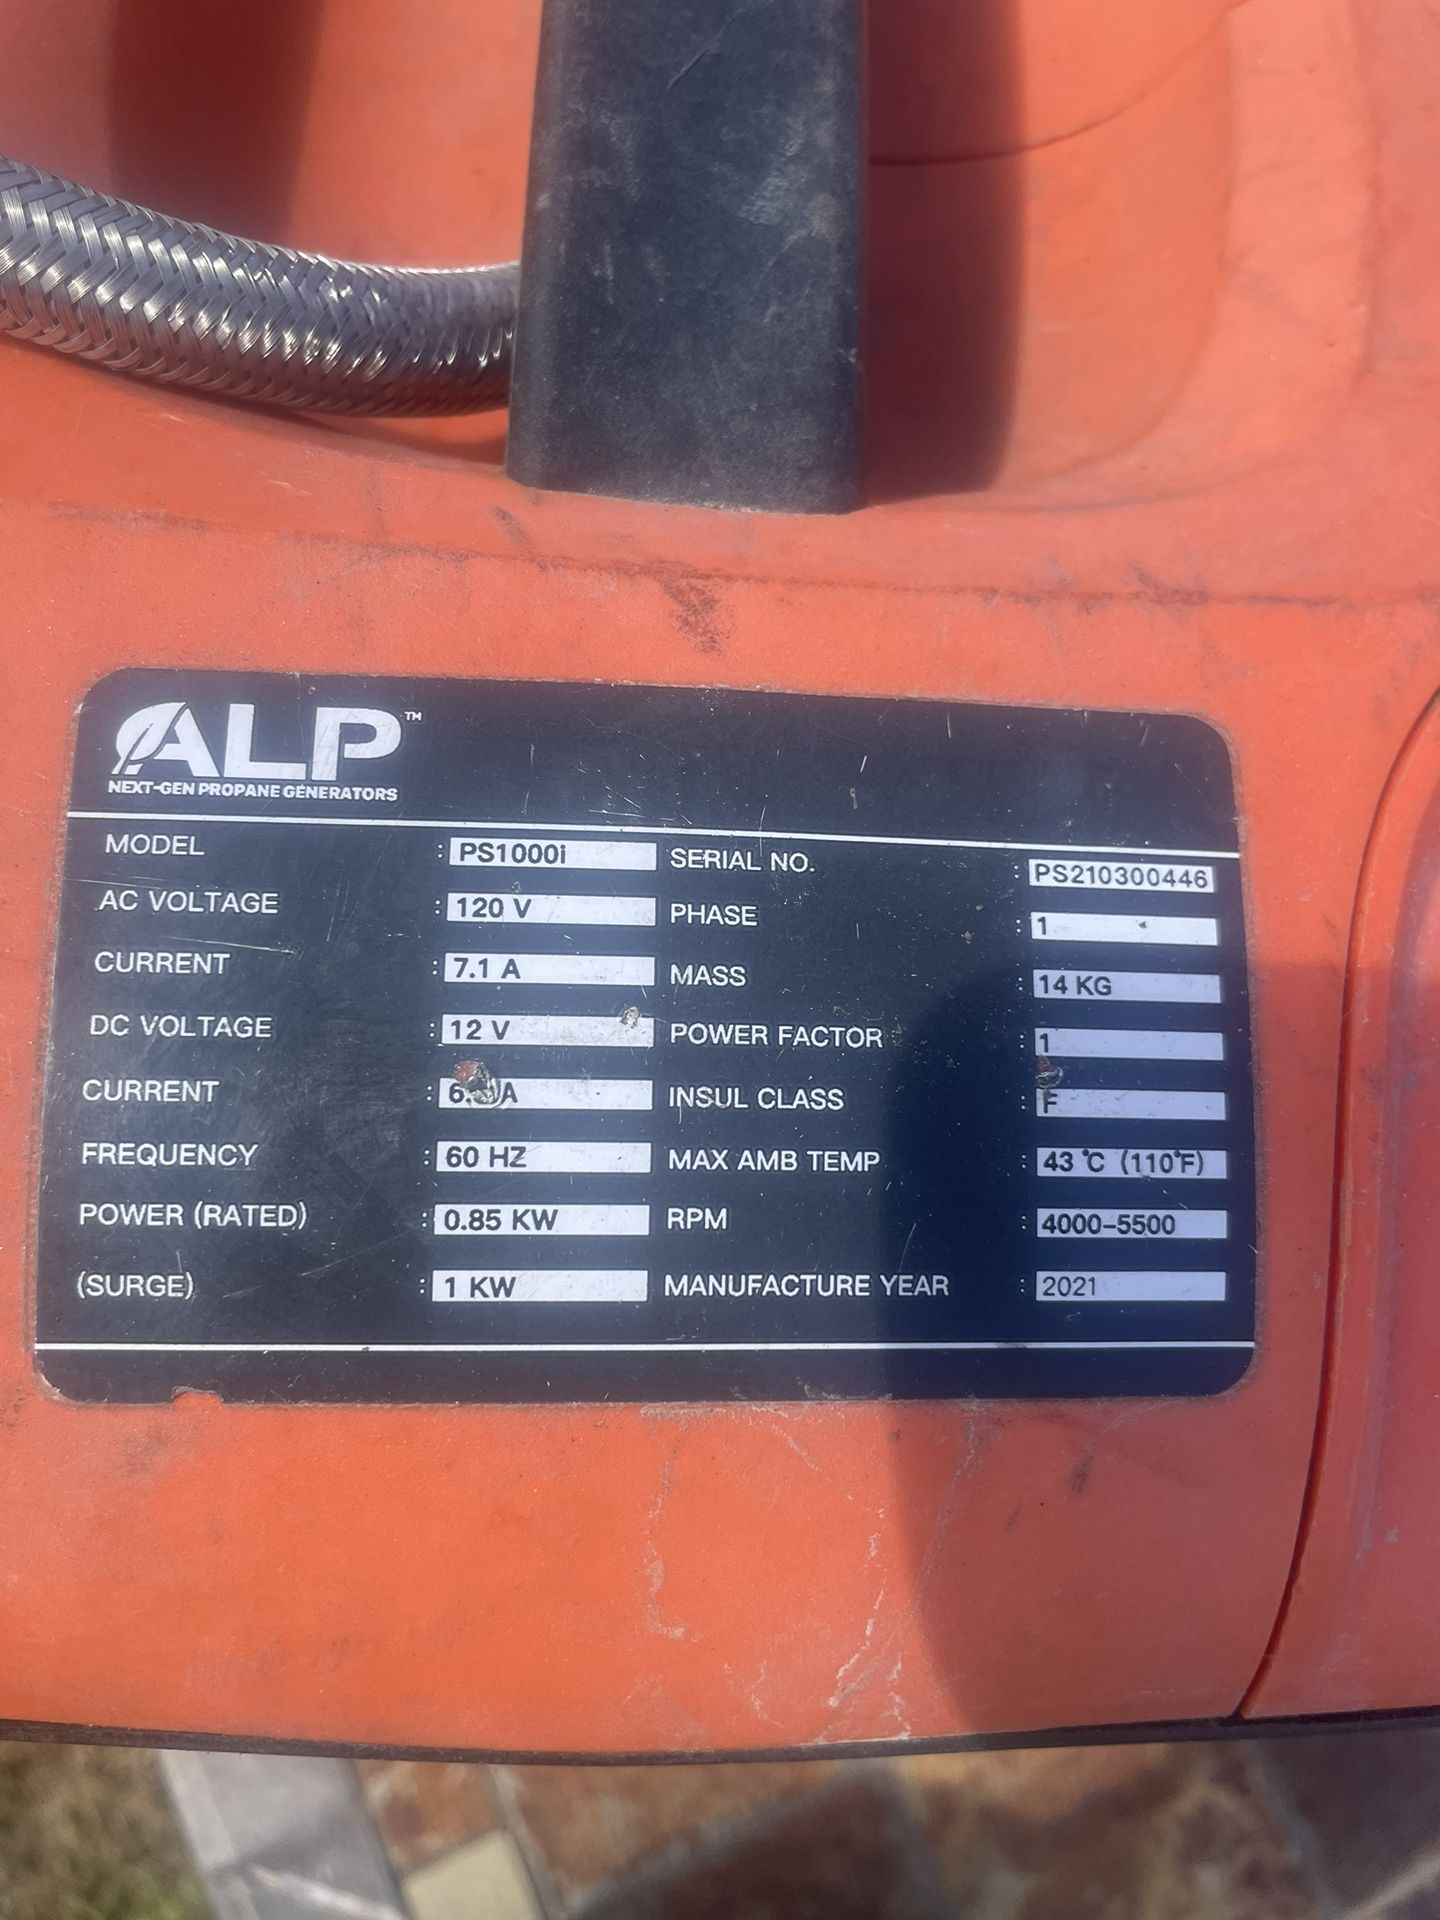 ALP™
NEXT-GEN PROPANE GENERATORS
MODEL : PS1000i SERIAL NO. : PS210300446
AC VOLTAGE : 120 V PHASE : 1
CURRENT : 7.1 A MASS : 14 KG
DC VOLTAGE : 12 V POWER FACTOR : 1
CURRENT : INSUL CLASS : F
FREQUENCY : 60 HZ MAX AMB TEMP : 43 °C (110°F)
POWER (RATED) : 0.85 KW RPM : 4000-5500
(SURGE) : 1 KW MANUFACTURE YEAR : 2021